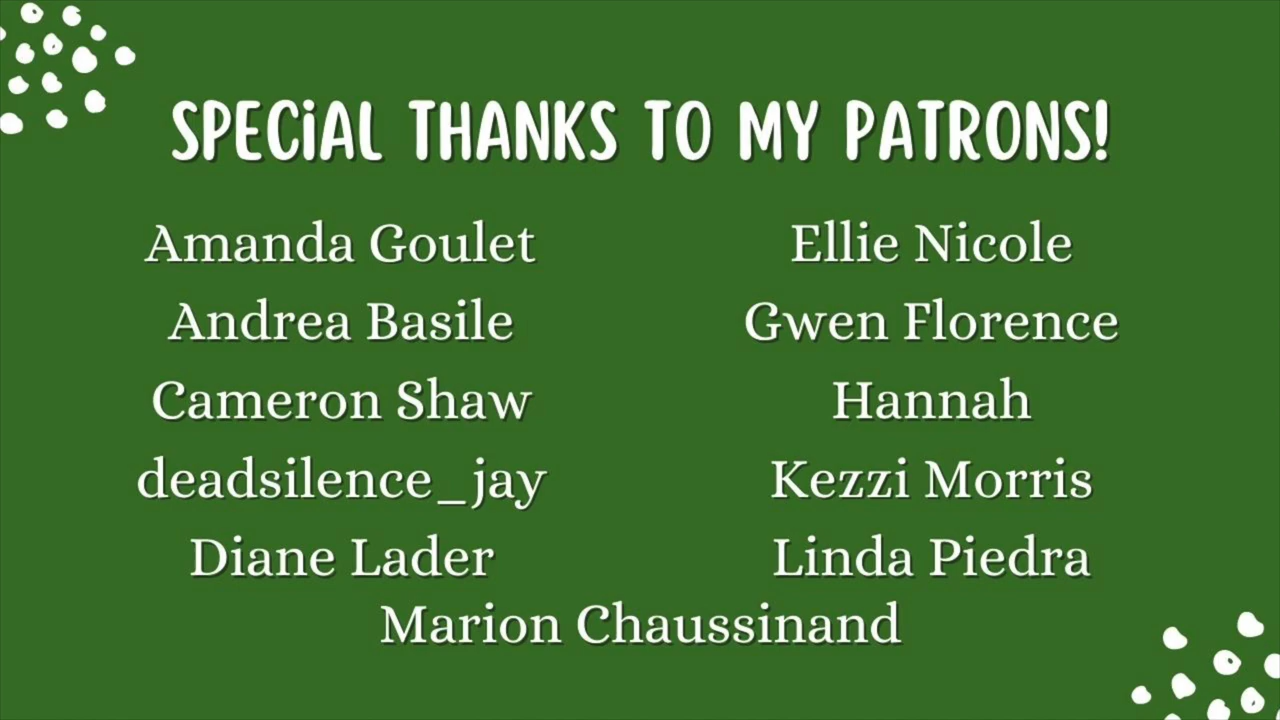 SPECiAL THANKS TO MY PATRONS!
Amanda Goulet
Andrea Basile
Cameron Shaw
deadsilence_jay
Diane Lader
Ellie Nicole
Gwen Florence
Hannah
Kezzi Morris
Linda Piedra
Marion Chaussinand